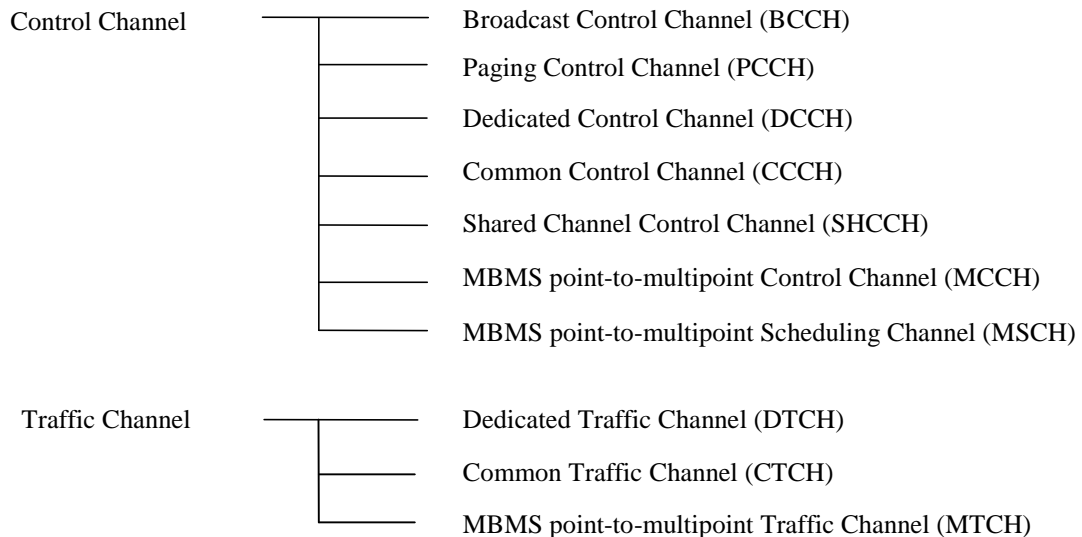 Control Channel
Broadcast Control Channel (BCCH)
Paging Control Channel (PCCH)
Dedicated Control Channel (DCCH)
Common Control Channel (CCCH)
Shared Channel Control Channel (SHCCH)
MBMS point-to-multipoint Control Channel (MCCH)
MBMS point-to-multipoint Scheduling Channel (MSCH)
Traffic Channel
Dedicated Traffic Channel (DTCH)
Common Traffic Channel (CTCH)
MBMS point-to-multipoint Traffic Channel (MTCH)